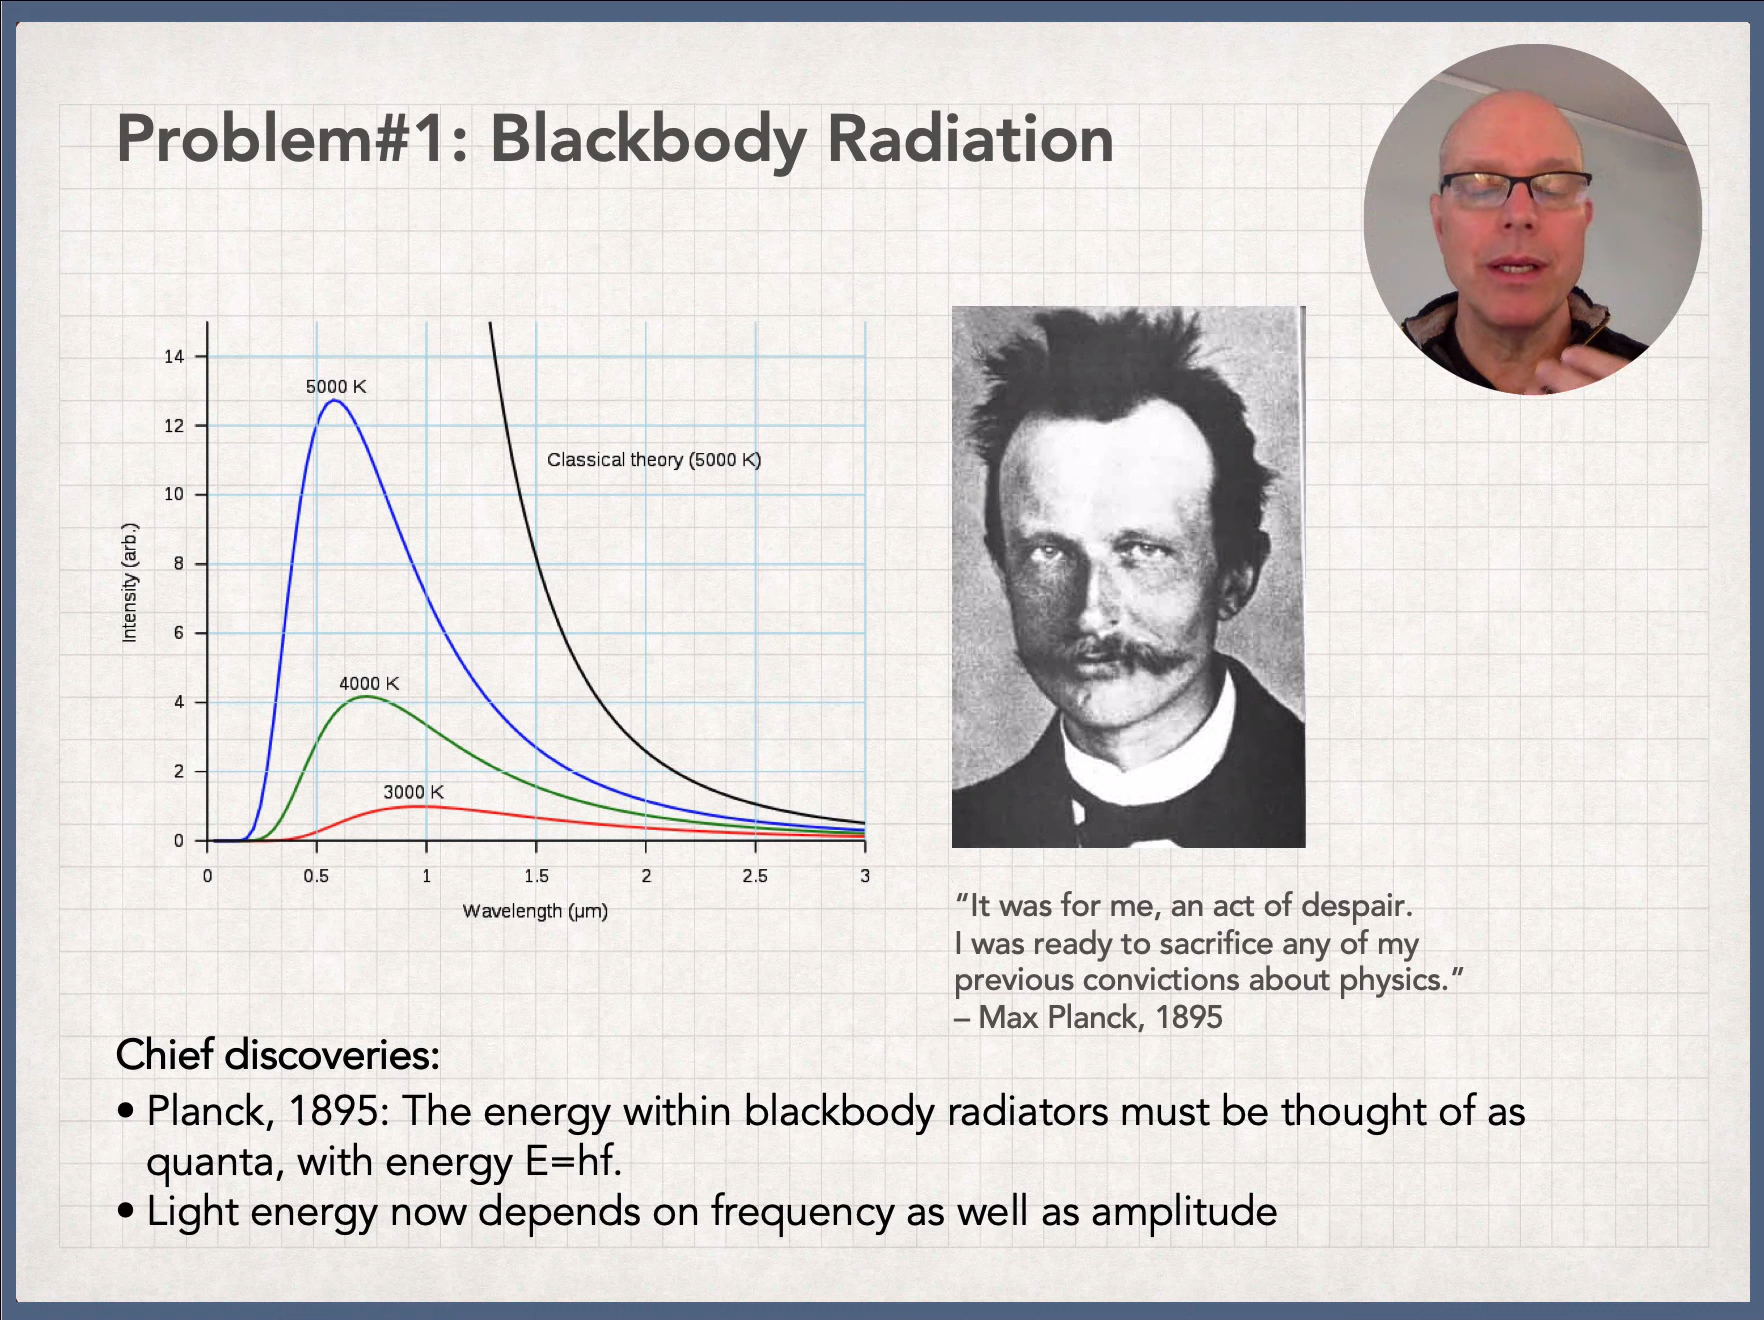 Problem#1: Blackbody Radiation
14
12
10
8
6
4
2
0
Intensity (arb.)
5000 K
4000 K
3000 K
Classical theory (5000 K)
0 0.5 1 1.5 2 2.5 3
Wavelength (µm)
“It was for me, an act of despair.
I was ready to sacrifice any of my
previous convictions about physics.”
– Max Planck, 1895
Chief discoveries:
• Planck, 1895: The energy within blackbody radiators must be thought of as
quanta, with energy E=hf.
• Light energy now depends on frequency as well as amplitude